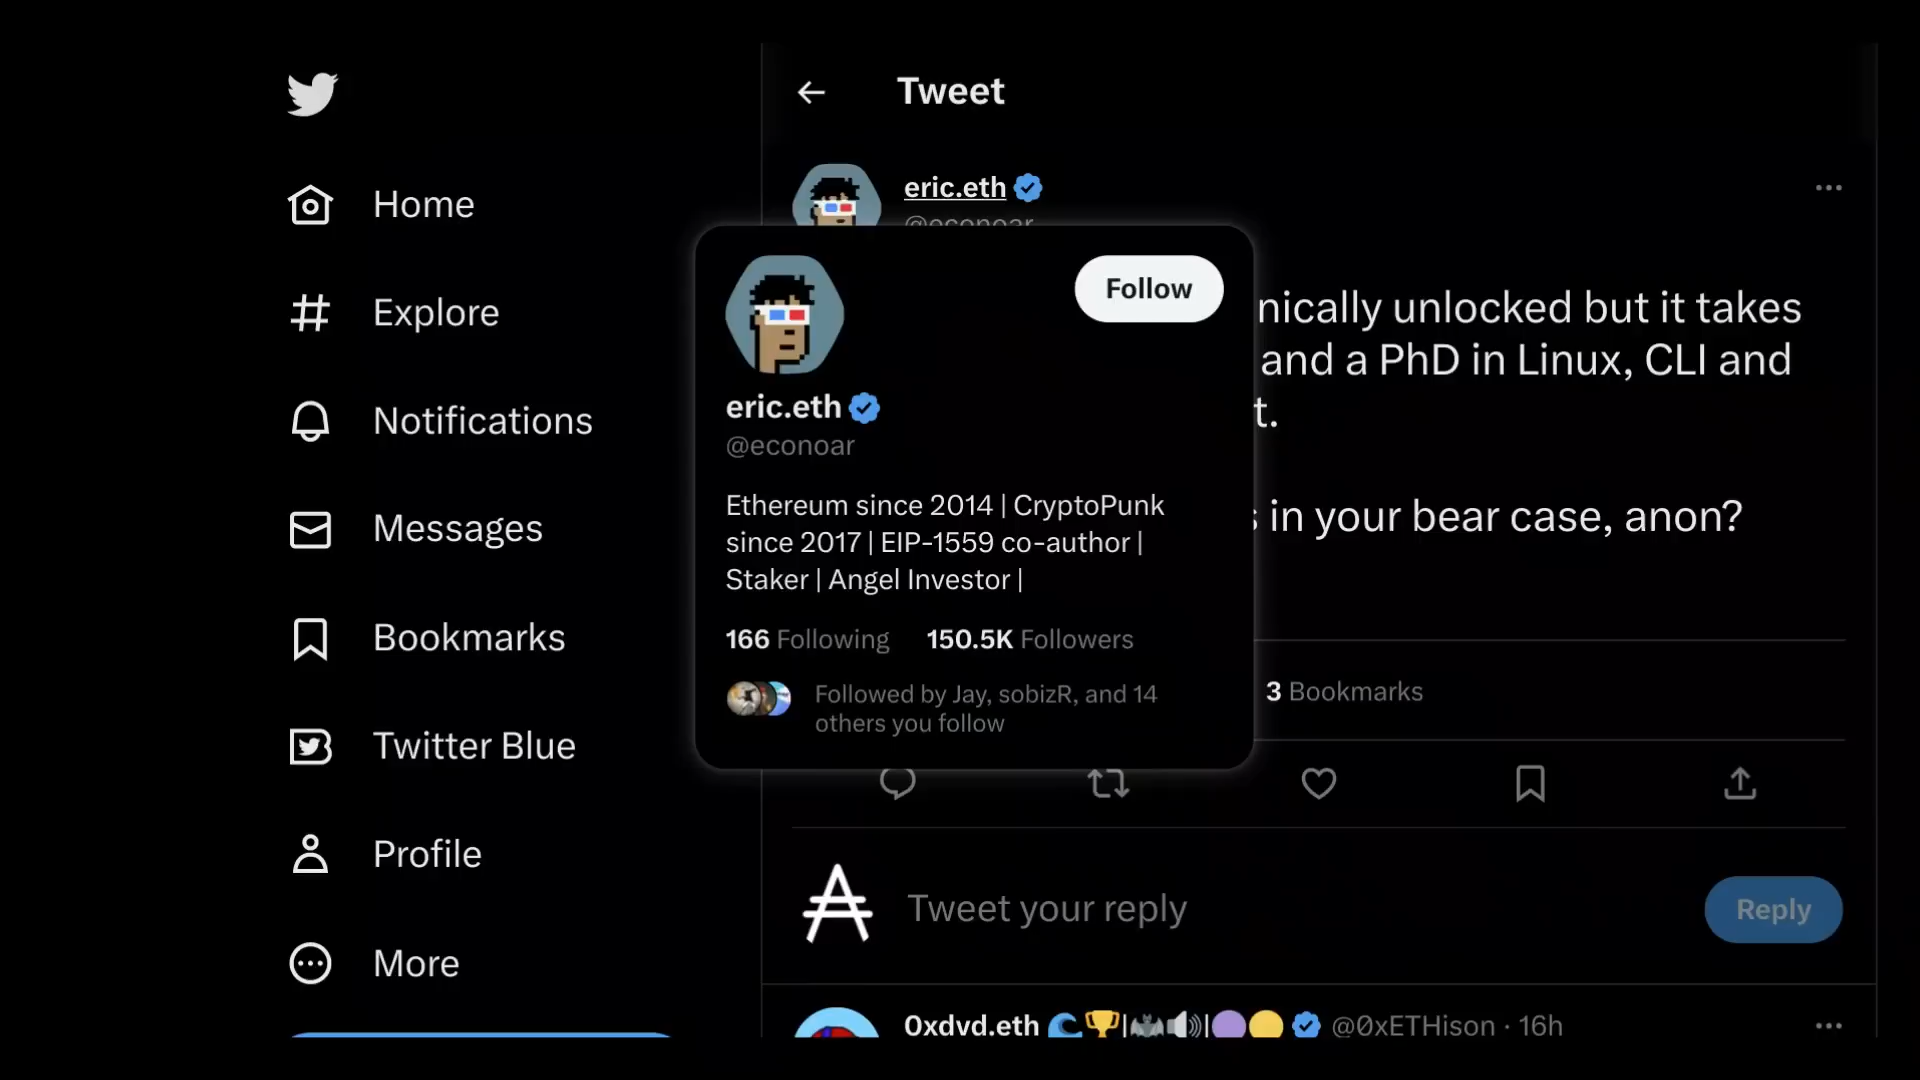 Home
Explore
Notifications
Messages
Bookmarks
Twitter Blue
Profile
More
Tweet
eric.eth
@econoar
nically unlocked but it takes
and a PhD in Linux, CLI and
t.
in your bear case, anon?
Follow
eric.eth
@econoar
Ethereum since 2014 | CryptoPunk
since 2017 | EIP-1559 co-author |
Staker | Angel Investor |
166 Following 150.5K Followers
Followed by Jay, sobizR, and 14
others you follow
3 Bookmarks
Tweet your reply
Reply
0xdvd.eth 🌊🏆|🦇🔊|🟣🟡 @0xETHison · 16h